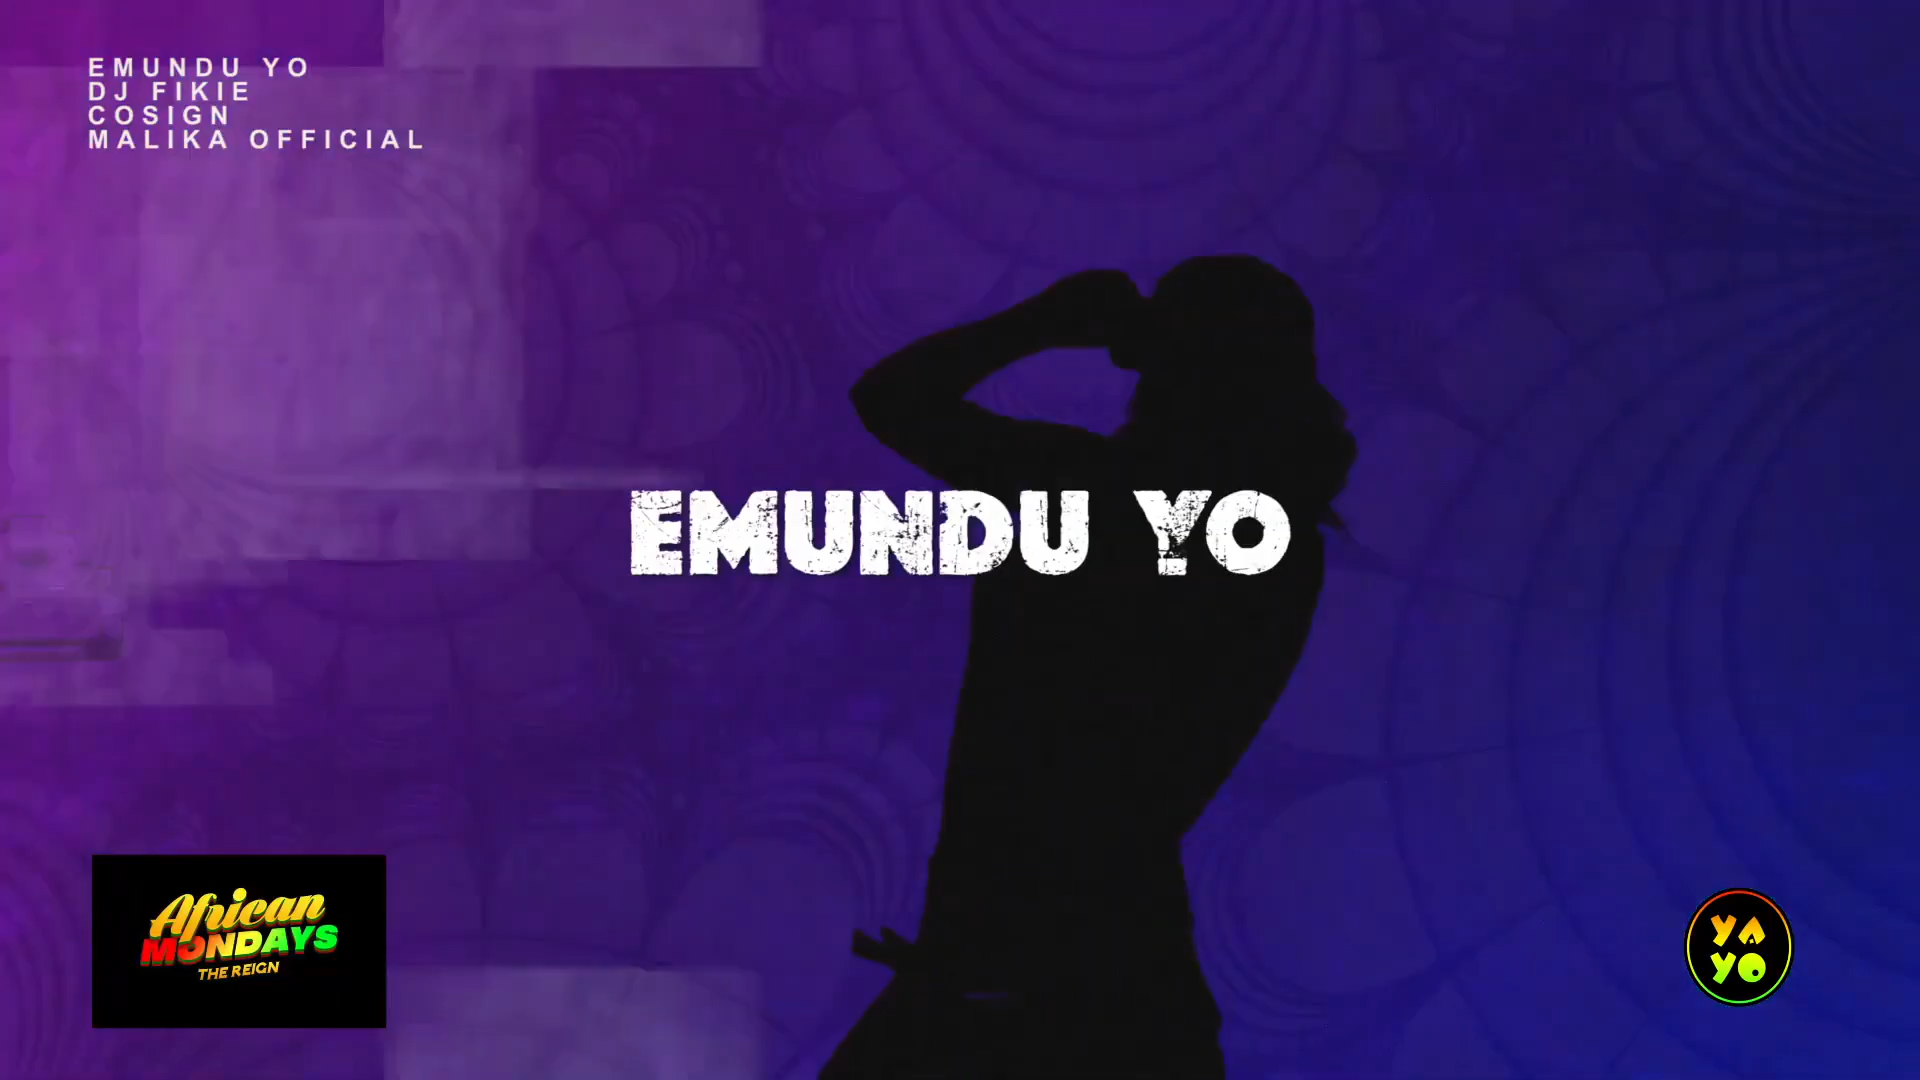 EMUNDU YO
DJ FIKIE
COSIGN
MALIKA OFFICIAL
EMUNDU YO
African
MONDAYS
THE REIGN
YA
YO